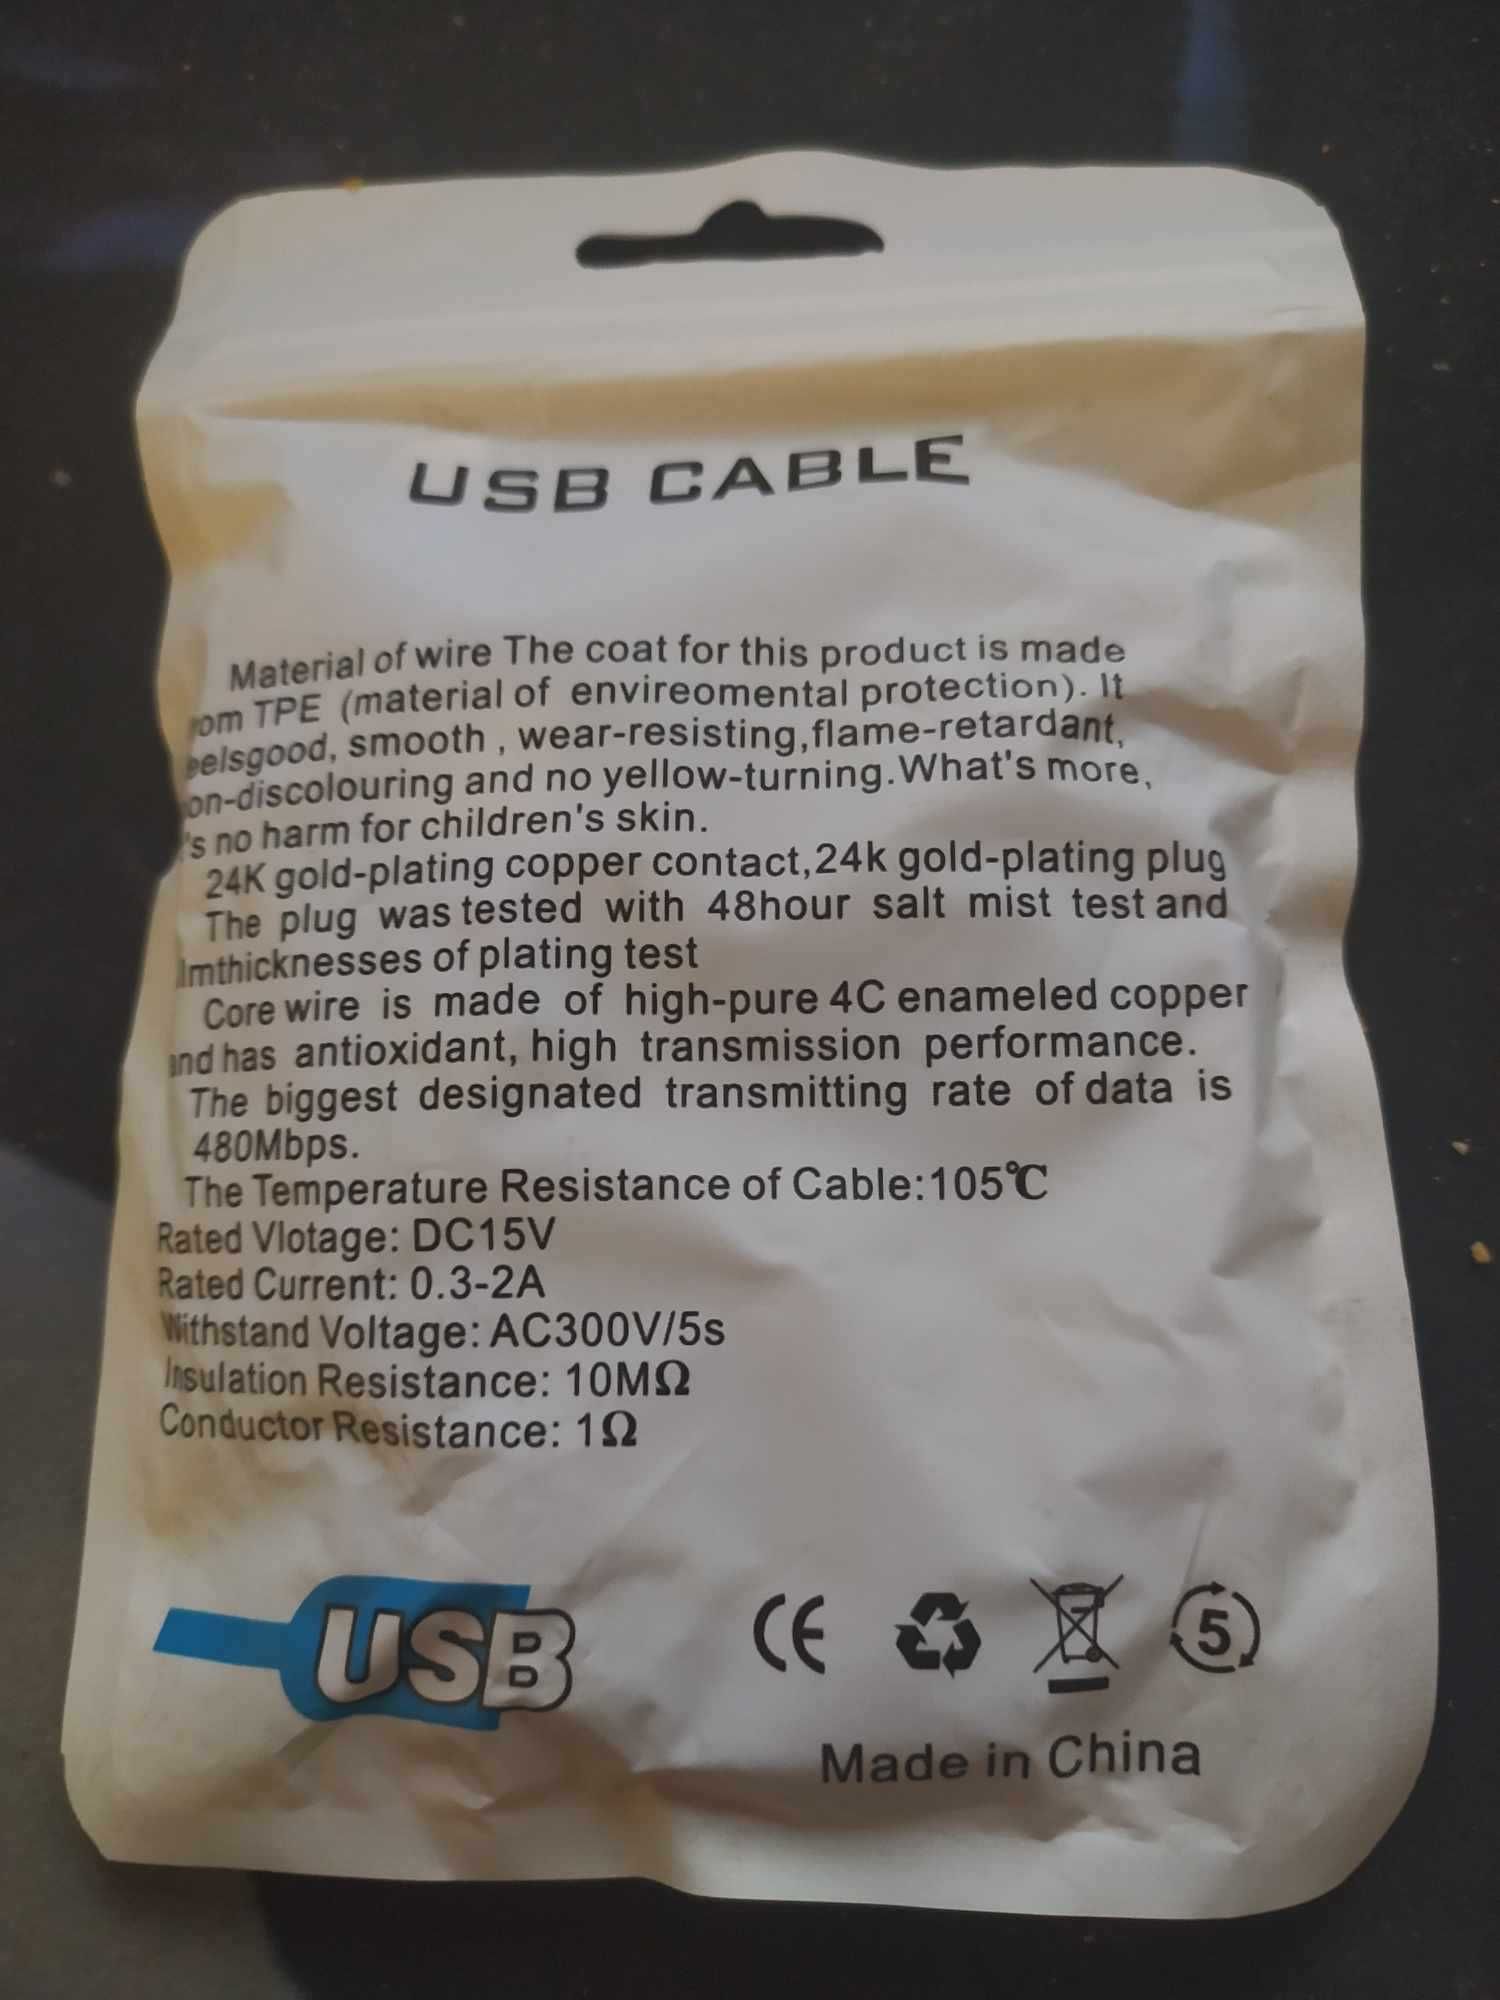 USB CABLE
Material of wire The coat for this product is made
rom TPE (material of envireomental protection). It
eelsgood, smooth , wear-resisting,flame-retardant,
on-discolouring and no yellow-turning.What's more,
's no harm for children's skin.
24K gold-plating copper contact,24k gold-plating plug
The plug was tested with 48hour salt mist test and
lmthicknesses of plating test
Core wire is made of high-pure 4C enameled copper
and has antioxidant, high transmission performance.
The biggest designated transmitting rate of data is
480Mbps.
The Temperature Resistance of Cable:105℃
Rated Vlotage: DC15V
Rated Current: 0.3-2A
Withstand Voltage: AC300V/5s
Insulation Resistance: 10MΩ
Conductor Resistance: 1Ω
USB
CE
5
Made in China